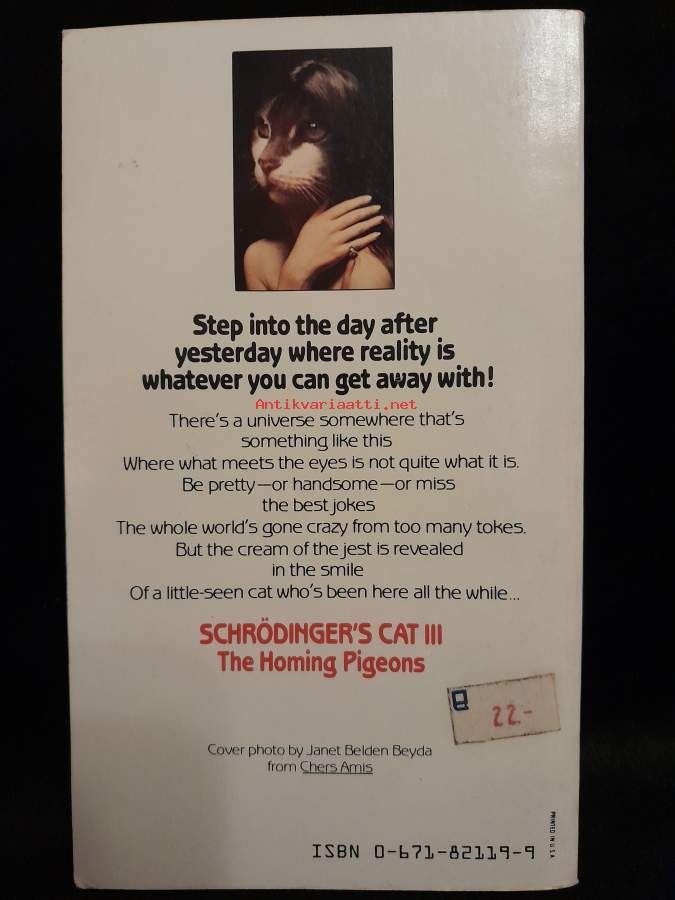 Step into the day after
yesterday where reality is
whatever you can get away with!
Antikvariaatti.net
There's a universe somewhere that's
something like this
Where what meets the eyes is not quite what it is.
Be pretty—or handsome—or miss
the best jokes
The whole world's gone crazy from too many tokes.
But the cream of the jest is revealed
in the smile
Of a little-seen cat who's been here all the while...
SCHRÖDINGER'S CAT III
The Homing Pigeons
22.-
Cover photo by Janet Belden Beyda
from Chers Amis
ISBN 0-671-82119-9
PRINTED IN U.S.A.